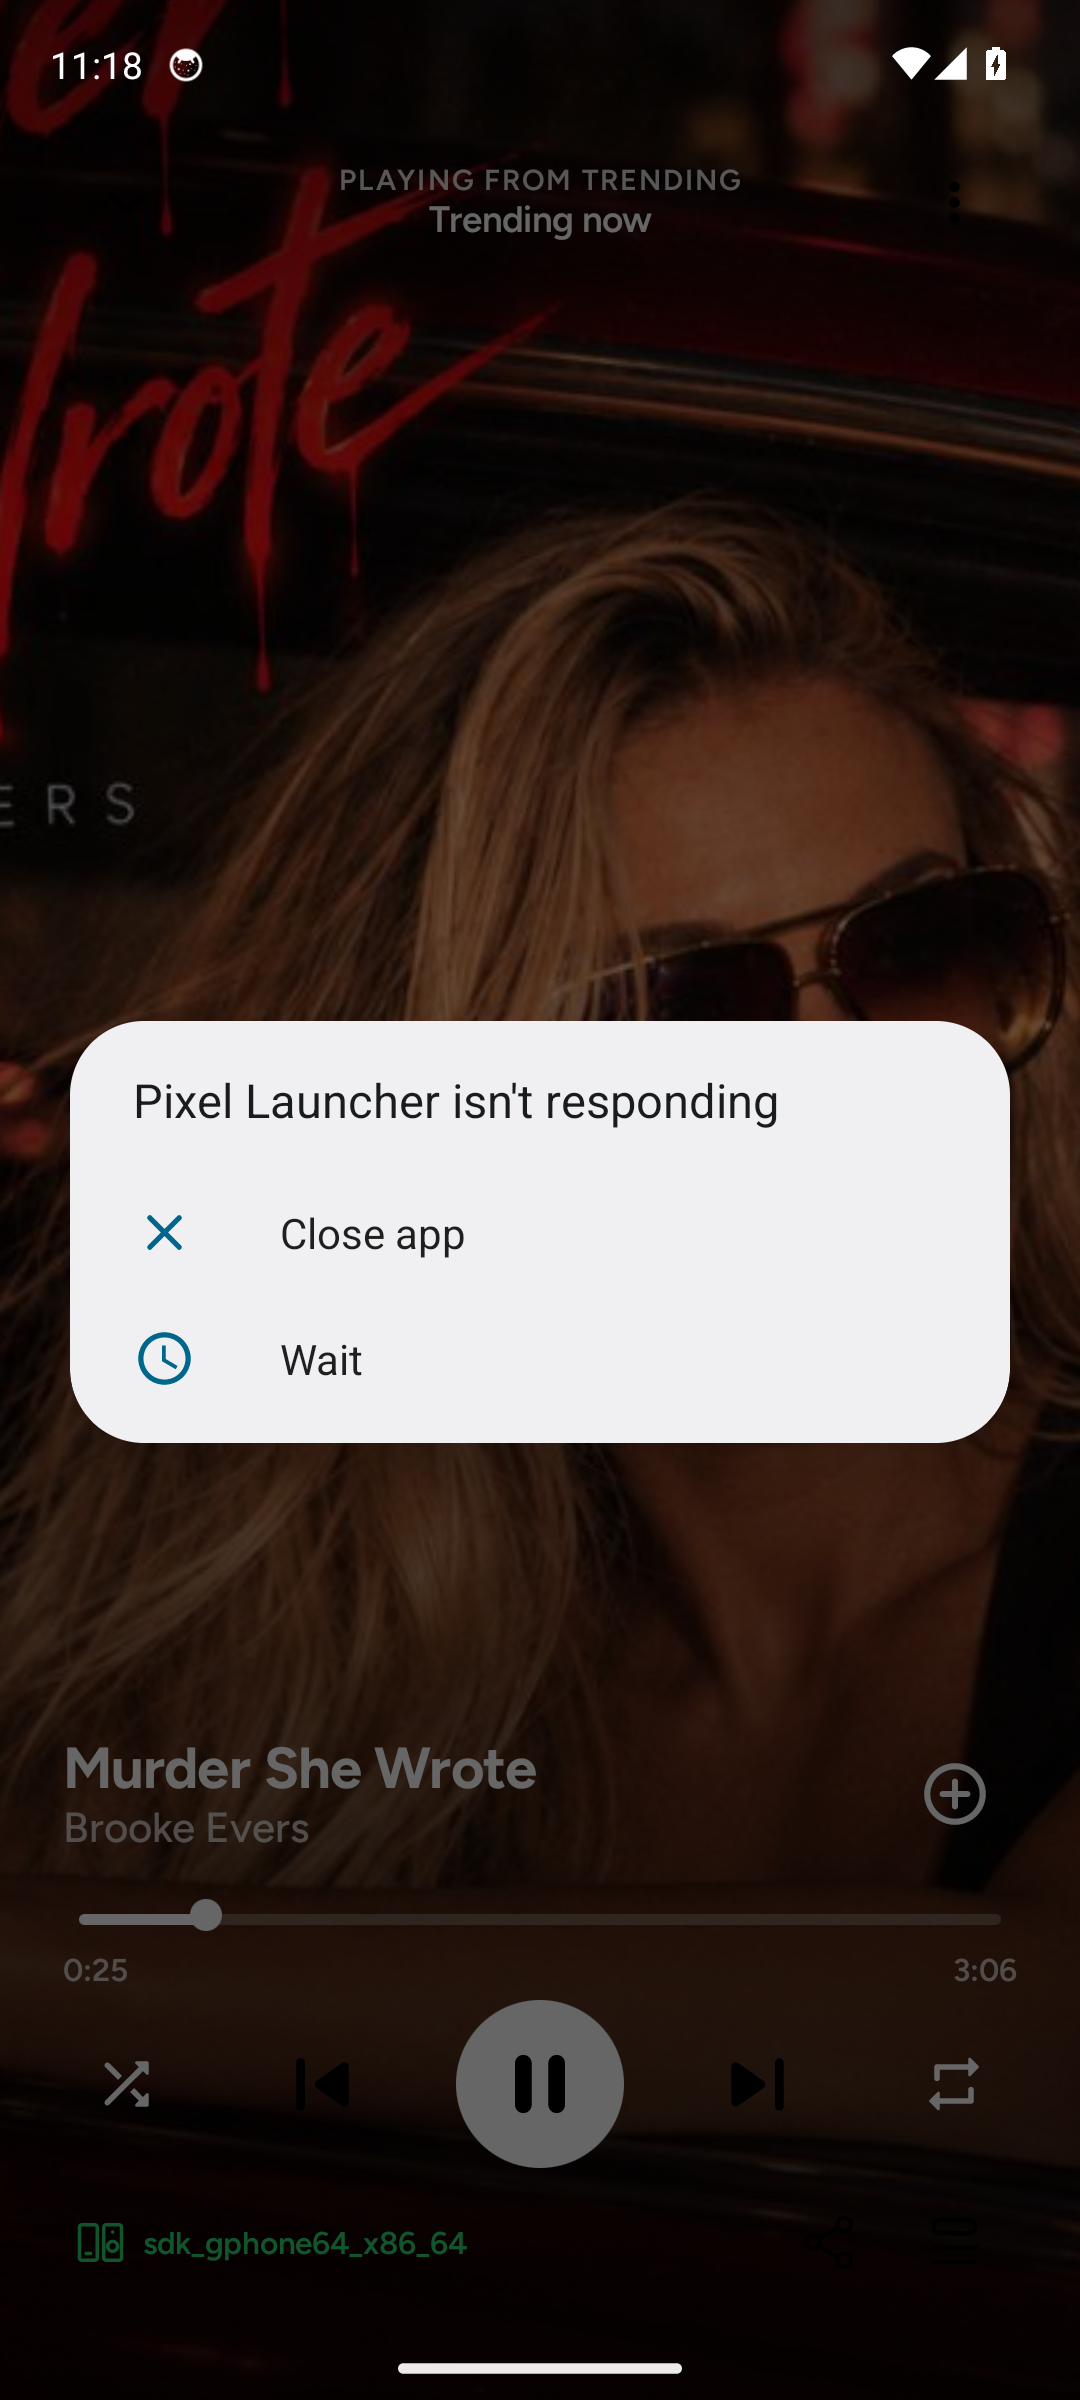 11:18
PLAYING FROM TRENDING
Trending now
Wrote
ERS
Pixel Launcher isn't responding
Close app
Wait
Murder She Wrote
Brooke Evers
0:25
3:06
sdk_gphone64_x86_64